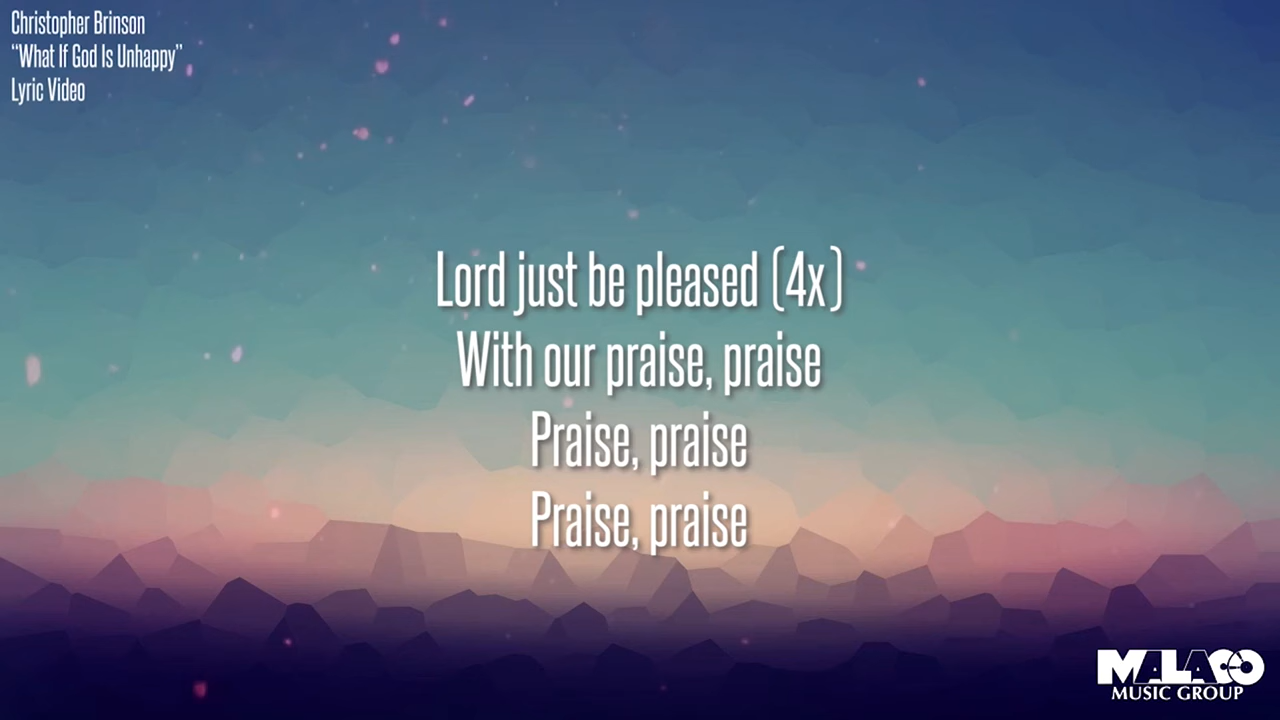 Christopher Brinson
“What If God Is Unhappy”
Lyric Video
Lord just be pleased (4x)
With our praise, praise
Praise, praise
Praise, praise
MALACO
MUSIC GROUP